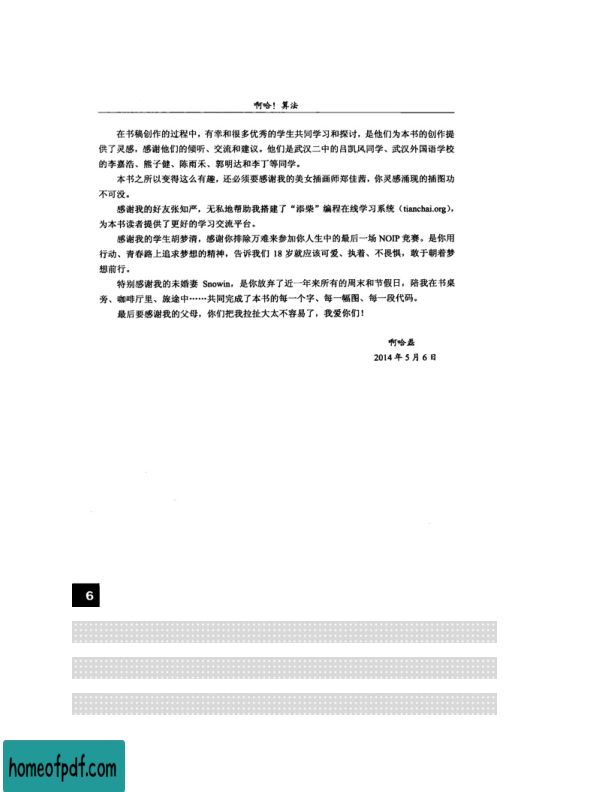 啊哈！算法
在书稿创作的过程中，有幸和很多优秀的学生共同学习和探讨，是他们为本书的创作提
供了灵感，感谢他们的倾听、交流和建议。他们是武汉二中的吕凯风同学、武汉外国语学校
的李嘉浩、熊子健、陈雨禾、郭明达和李丁等同学。
本书之所以变得这么有趣，还必须要感谢我的美女插画师郑佳茜，你灵感涌现的插图功
不可没。
感谢我的好友张知严，无私地帮助我搭建了“添柴”编程在线学习系统（tianchai.org），
为本书读者提供了更好的学习交流平台。
感谢我的学生胡梦清，感谢你排除万难来参加你人生中的最后一场 NOIP 竞赛。是你用
行动、青春路上追求梦想的精神，告诉我们 18 岁就应该可爱、执着、不畏惧，敢于朝着梦
想前行。
特别感谢我的未婚妻 Snowin，是你放弃了近一年来所有的周末和节假日，陪我在书桌
旁、咖啡厅里、旅途中……共同完成了本书的每一个字、每一幅图、每一段代码。
最后要感谢我的父母，你们把我拉扯大太不容易了，我爱你们！
啊哈磊
2014 年 5 月 6 日
6
homeofpdf.com